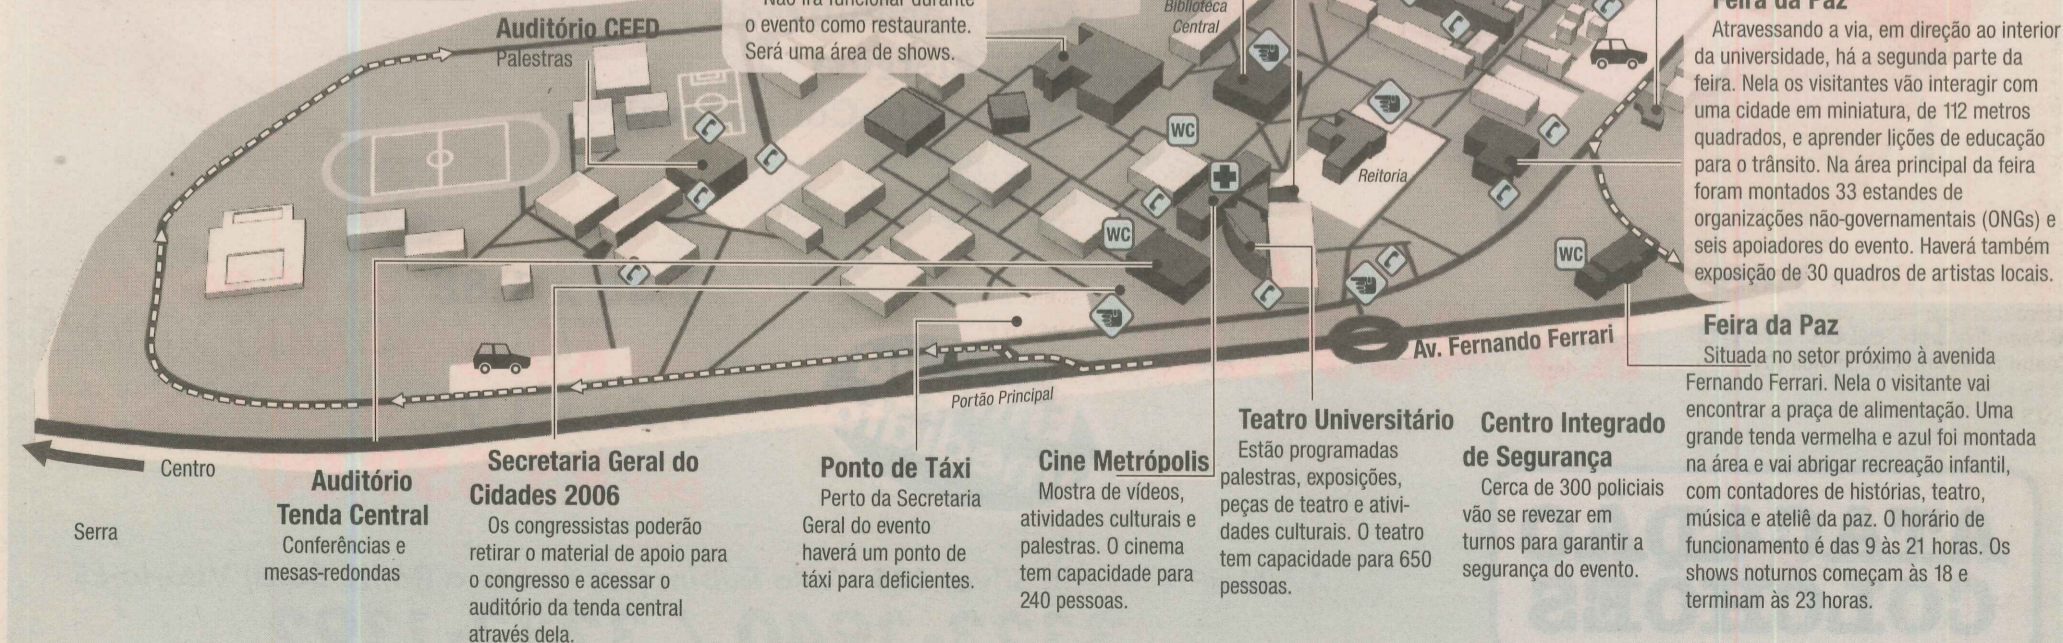 Não irá funcionar durante
o evento como restaurante.
Será uma área de shows.
Auditório CEED
Palestras
Biblioteca
Central
WC
WC
WC
Reitoria
Av. Fernando Ferrari
Portão Principal
Centro
Serra
Feira da Paz
Atravessando a via, em direção ao interior
da universidade, há a segunda parte da
feira. Nela os visitantes vão interagir com
uma cidade em miniatura, de 112 metros
quadrados, e aprender lições de educação
para o trânsito. Na área principal da feira
foram montados 33 estandes de
organizações não-governamentais (ONGs) e
seis apoiadores do evento. Haverá também
exposição de 30 quadros de artistas locais.
Auditório
Tenda Central
Conferências e
mesas-redondas
Secretaria Geral do
Cidades 2006
Os congressistas poderão
retirar o material de apoio para
o congresso e acessar o
auditório da tenda central
através dela.
Ponto de Táxi
Perto da Secretaria
Geral do evento
haverá um ponto de
táxi para deficientes.
Cine Metrópolis
Mostra de vídeos,
atividades culturais e
palestras. O cinema
tem capacidade para
240 pessoas.
Teatro Universitário
Estão programadas
palestras, exposições,
peças de teatro e ativi-
dades culturais. O teatro
tem capacidade para 650
pessoas.
Centro Integrado
de Segurança
Cerca de 300 policiais
vão se revezar em
turnos para garantir a
segurança do evento.
Feira da Paz
Situada no setor próximo à avenida
Fernando Ferrari. Nela o visitante vai
encontrar a praça de alimentação. Uma
grande tenda vermelha e azul foi montada
na área e vai abrigar recreação infantil,
com contadores de histórias, teatro,
música e ateliê da paz. O horário de
funcionamento é das 9 às 21 horas. Os
shows noturnos começam às 18 e
terminam às 23 horas.